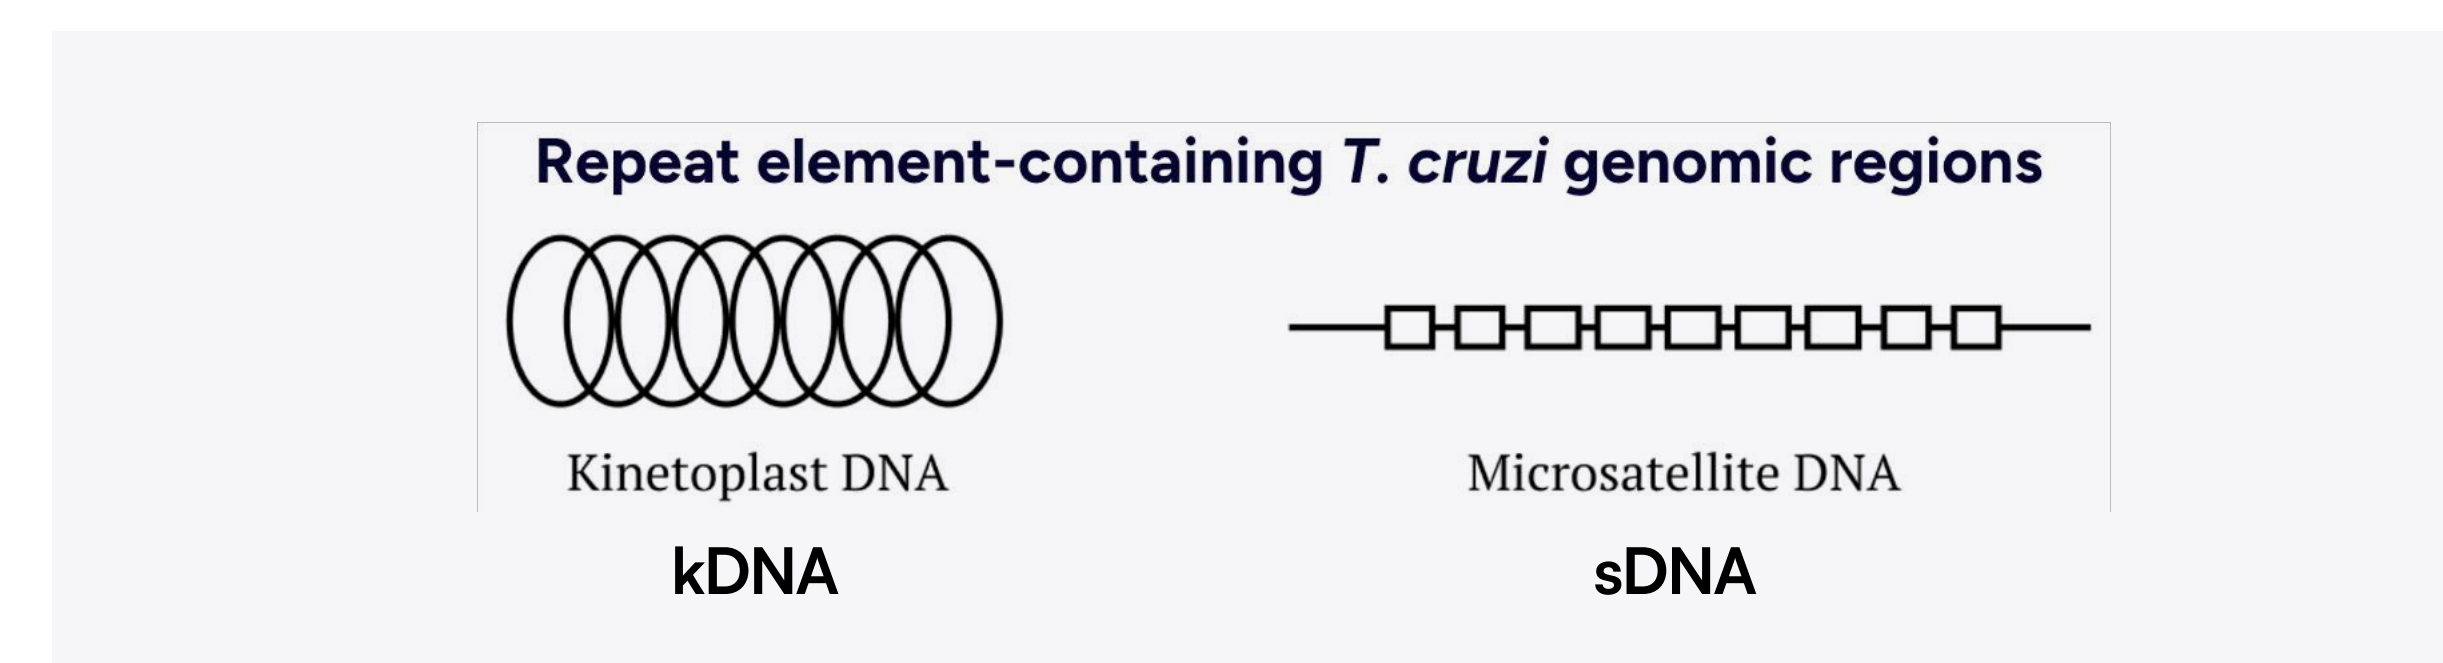 Repeat element-containing T. cruzi genomic regions
Kinetoplast DNA
Microsatellite DNA
kDNA
sDNA